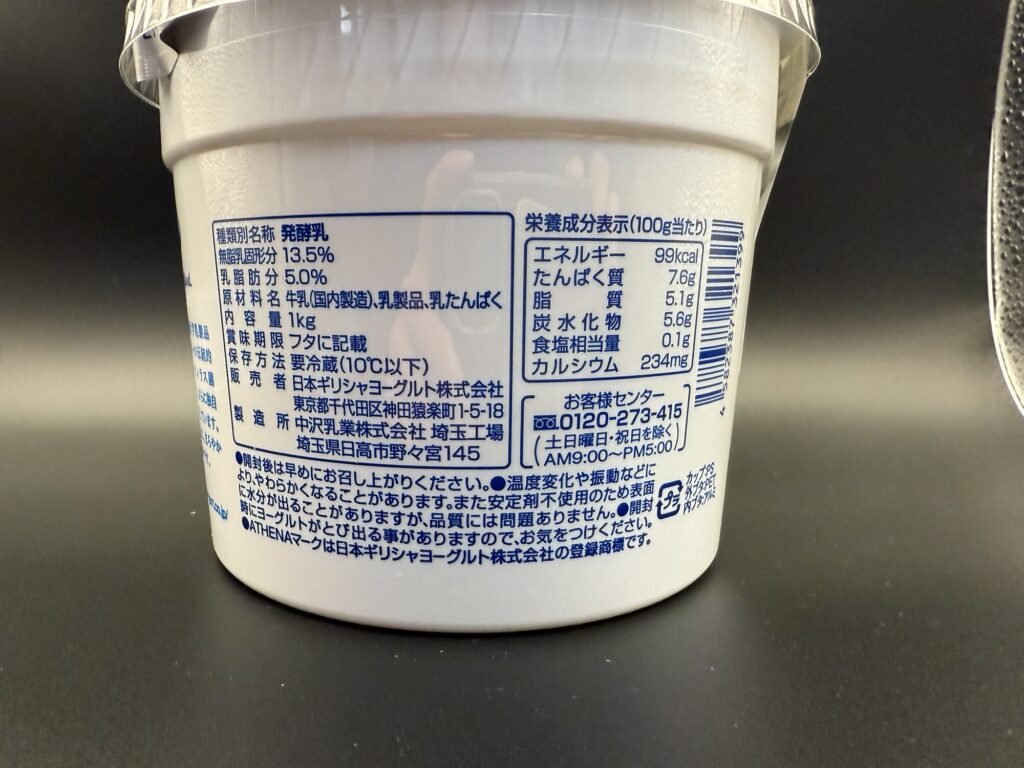 種類別名称 発酵乳
無脂乳固形分 13.5%
乳脂肪分 5.0%
原材料名 牛乳(国内製造)、乳製品、乳たんぱく
内容量 1kg
賞味期限 フタに記載
保存方法 要冷蔵(10℃以下)
販売者 日本ギリシャヨーグルト株式会社
東京都千代田区神田猿楽町1-5-18
製造所 中沢乳業株式会社 埼玉工場
埼玉県日高市野々宮145
栄養成分表示(100g当たり)
エネルギー 99kcal
たんぱく質 7.6g
脂質 5.1g
炭水化物 5.6g
食塩相当量 0.1g
カルシウム 234mg
お客様センター
0120-273-415
(土日曜日・祝日を除く
AM9:00〜PM5:00)
●開封後は早めにお召し上がりください。●温度変化や振動などに
より、やわらかくなることがあります。また安定剤不使用のため表面
に水分が出ることがありますが、品質には問題ありません。●開封
時にヨーグルトがとび出る事がありますので、お気をつけください。
●ATHENAマークは日本ギリシャヨーグルト株式会社の登録商標です。
プラ
カップ:PS
外フタ:PET
内フタ:アルミ